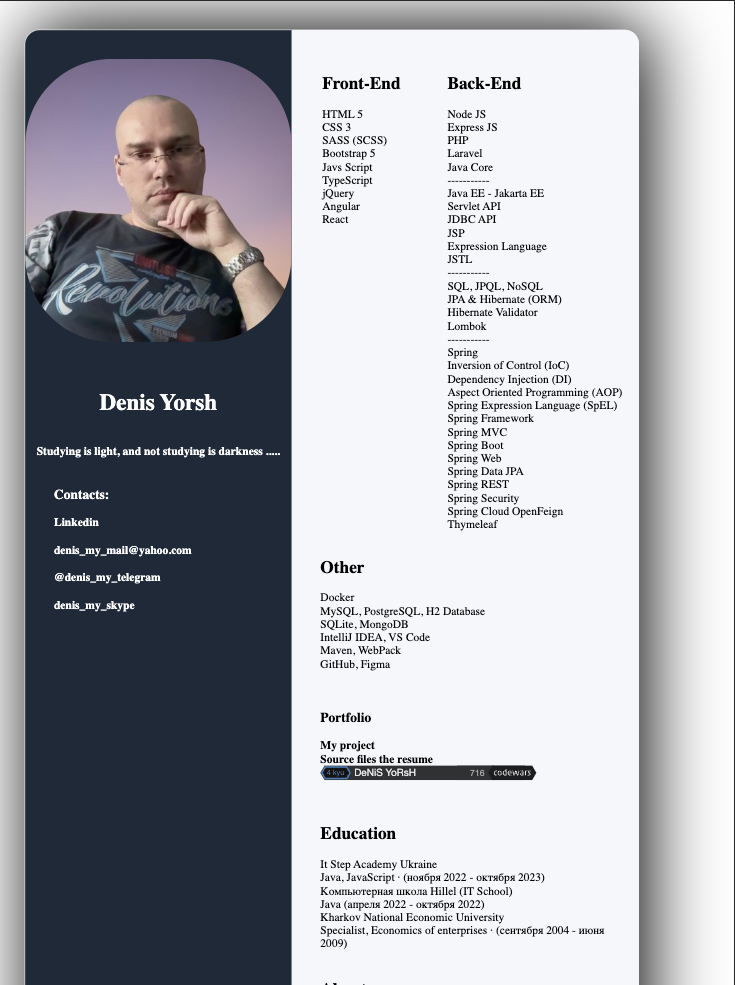 Denis Yorsh
Studying is light, and not studying is darkness .....
Contacts:
Linkedin
denis_my_mail@yahoo.com
@denis_my_telegram
denis_my_skype
Revolutions
Front-End
HTML 5
CSS 3
SASS (SCSS)
Bootstrap 5
Javs Script
TypeScript
jQuery
Angular
React
Back-End
Node JS
Express JS
PHP
Laravel
Java Core
-----------
Java EE - Jakarta EE
Servlet API
JDBC API
JSP
Expression Language
JSTL
-----------
SQL, JPQL, NoSQL
JPA & Hibernate (ORM)
Hibernate Validator
Lombok
-----------
Spring
Inversion of Control (IoC)
Dependency Injection (DI)
Aspect Oriented Programming (AOP)
Spring Expression Language (SpEL)
Spring Framework
Spring MVC
Spring Boot
Spring Web
Spring Data JPA
Spring REST
Spring Security
Spring Cloud OpenFeign
Thymeleaf
Other
Docker
MySQL, PostgreSQL, H2 Database
SQLite, MongoDB
IntelliJ IDEA, VS Code
Maven, WebPack
GitHub, Figma
Portfolio
My project
Source files the resume
4 kyu DeNiS YoRsH 716 codewars
Education
It Step Academy Ukraine
Java, JavaScript · (ноября 2022 - октября 2023)
Компьютерная школа Hillel (IT School)
Java (апреля 2022 - октября 2022)
Kharkov National Economic University
Specialist, Economics of enterprises · (сентября 2004 - июня
2009)